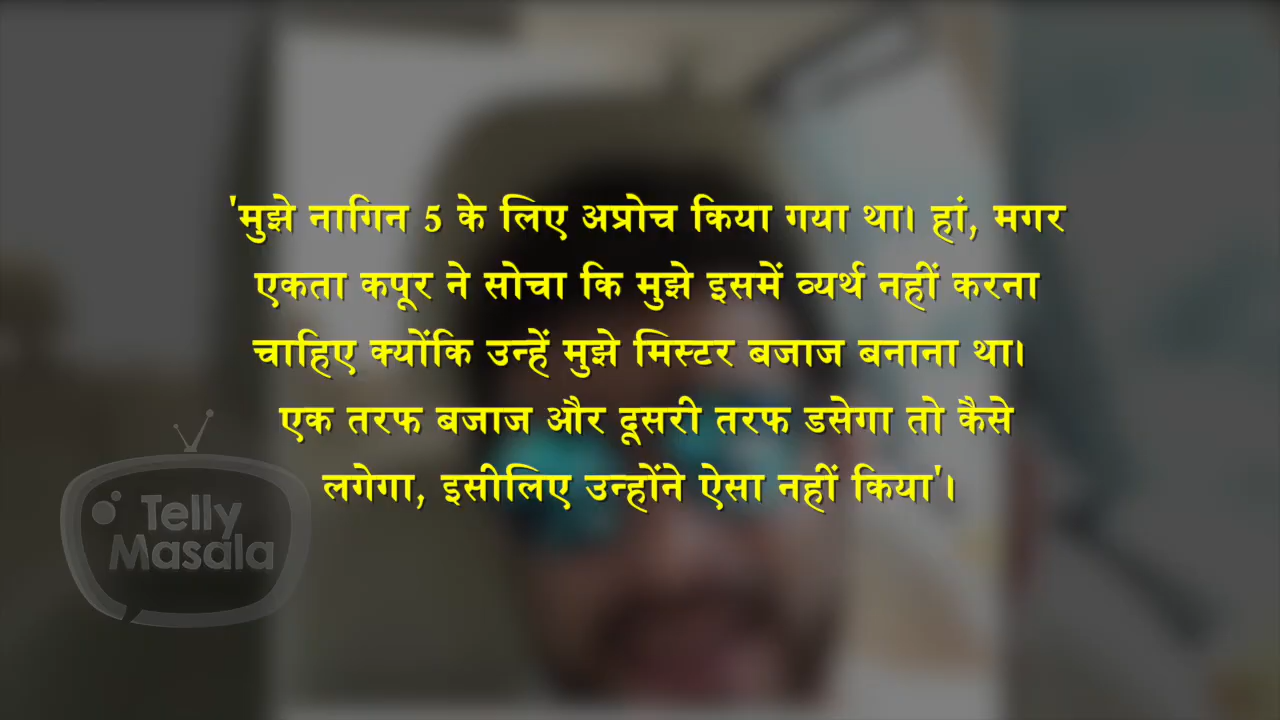 'मुझे नागिन 5 के लिए अप्रोच किया गया था। हां, मगर
एकता कपूर ने सोचा कि मुझे इसमें व्यर्थ नहीं करना
चाहिए क्योंकि उन्हें मुझे मिस्टर बजाज बनाना था।
एक तरफ बजाज और दूसरी तरफ डसेगा तो कैसे
लगेगा, इसीलिए उन्होंने ऐसा नहीं किया'।
Telly
Masala